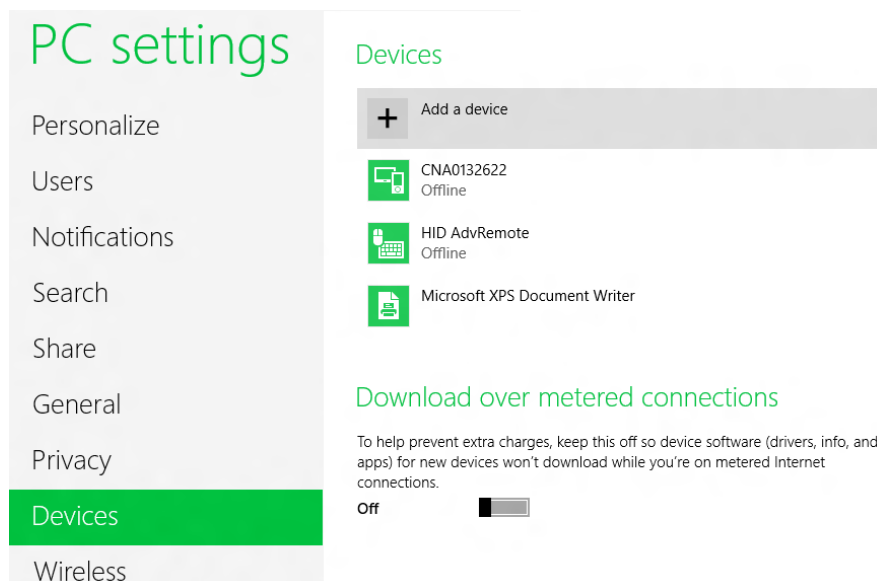 PC settings
Personalize
Users
Notifications
Search
Share
General
Privacy
Devices
Wireless
Devices
Add a device
CNA0132622
Offline
HID AdvRemote
Offline
Microsoft XPS Document Writer
Download over metered connections
To help prevent extra charges, keep this off so device software (drivers, info, and
apps) for new devices won't download while you're on metered Internet
connections.
Off